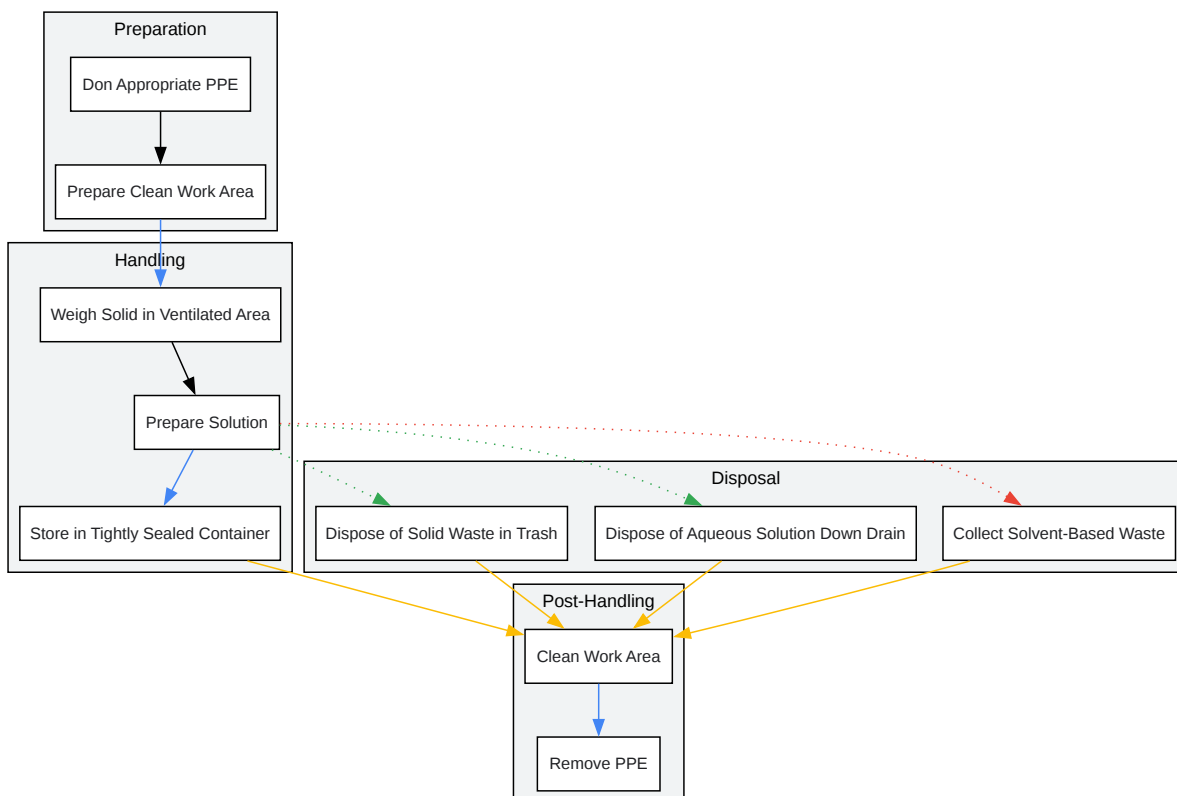 Preparation
Don Appropriate PPE
Prepare Clean Work Area
Handling
Weigh Solid in Ventilated Area
Prepare Solution
Store in Tightly Sealed Container
Disposal
Dispose of Solid Waste in Trash
Dispose of Aqueous Solution Down Drain
Collect Solvent-Based Waste
Post-Handling
Clean Work Area
Remove PPE